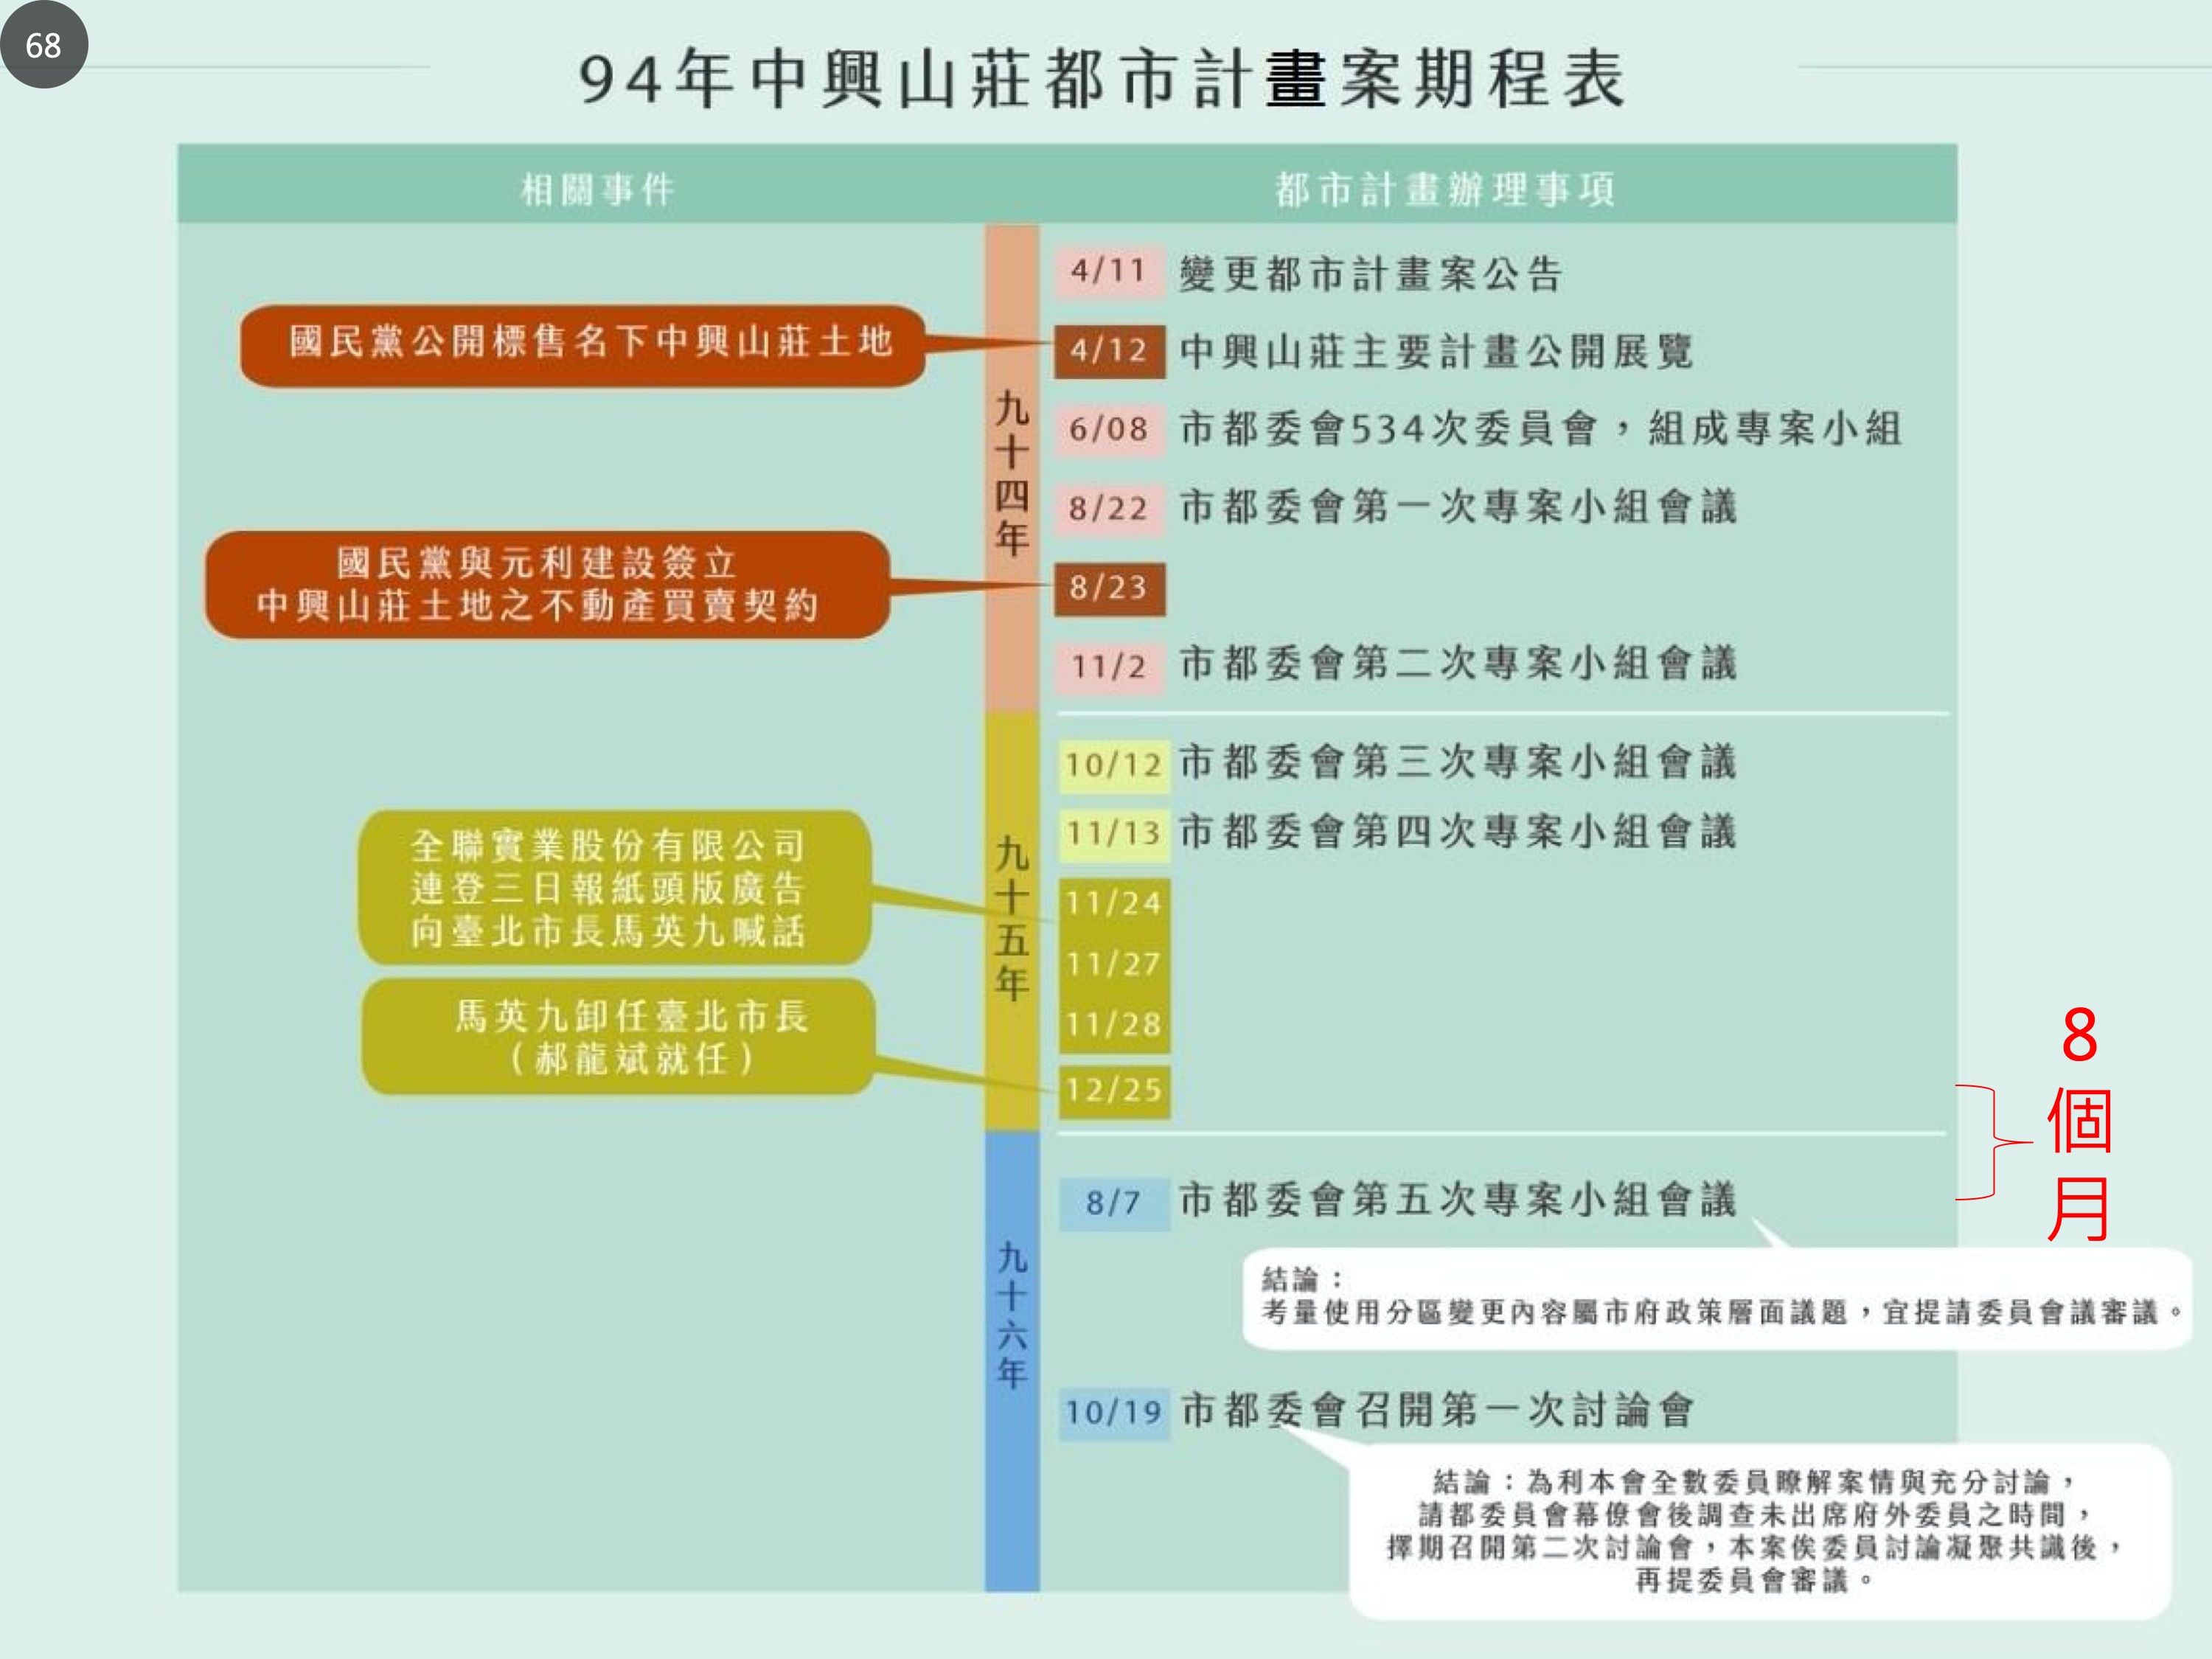 68
94年中興山莊都市計畫案期程表
相關事件
都市計畫辦理事項
九十四年
4/11 變更都市計畫案公告
國民黨公開標售名下中興山莊土地
4/12 中興山莊主要計畫公開展覽
6/08 市都委會534次委員會，組成專案小組
8/22 市都委會第一次專案小組會議
國民黨與元利建設簽立
中興山莊土地之不動產買賣契約
8/23
11/2 市都委會第二次專案小組會議
九十五年
10/12 市都委會第三次專案小組會議
11/13 市都委會第四次專案小組會議
全聯實業股份有限公司
連登三日報紙頭版廣告
向臺北市長馬英九喊話
11/24
11/27
11/28
馬英九卸任臺北市長
（郝龍斌就任）
12/25
8個月
九十六年
8/7 市都委會第五次專案小組會議
結論：
考量使用分區變更內容屬市府政策層面議題，宜提請委員會議審議。
10/19 市都委會召開第一次討論會
結論：為利本會全數委員瞭解案情與充分討論，
請都委員會幕僚會後調查未出席府外委員之時間，
擇期召開第二次討論會，本案俟委員討論凝聚共識後，
再提委員會審議。